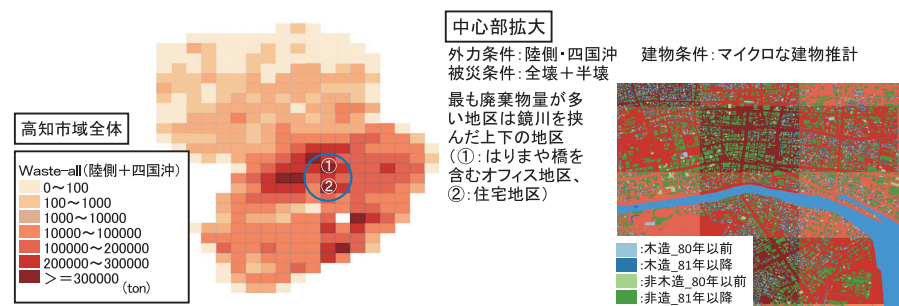 高知市域全体
Waste-all(陸側+四国沖)
0~100
100~1000
1000~10000
10000~100000
100000~200000
200000~300000
>=300000
(ton)
①
②
中心部拡大
外力条件:陸側・四国沖 建物条件:マイクロな建物推計
被災条件:全壊+半壊
最も廃棄物量が多
い地区は鏡川を挟
んだ上下の地区
(①:はりまや橋を
含むオフィス地区、
②:住宅地区)
:木造_80年以前
:木造_81年以降
:非木造_80年以前
:非木造_81年以降